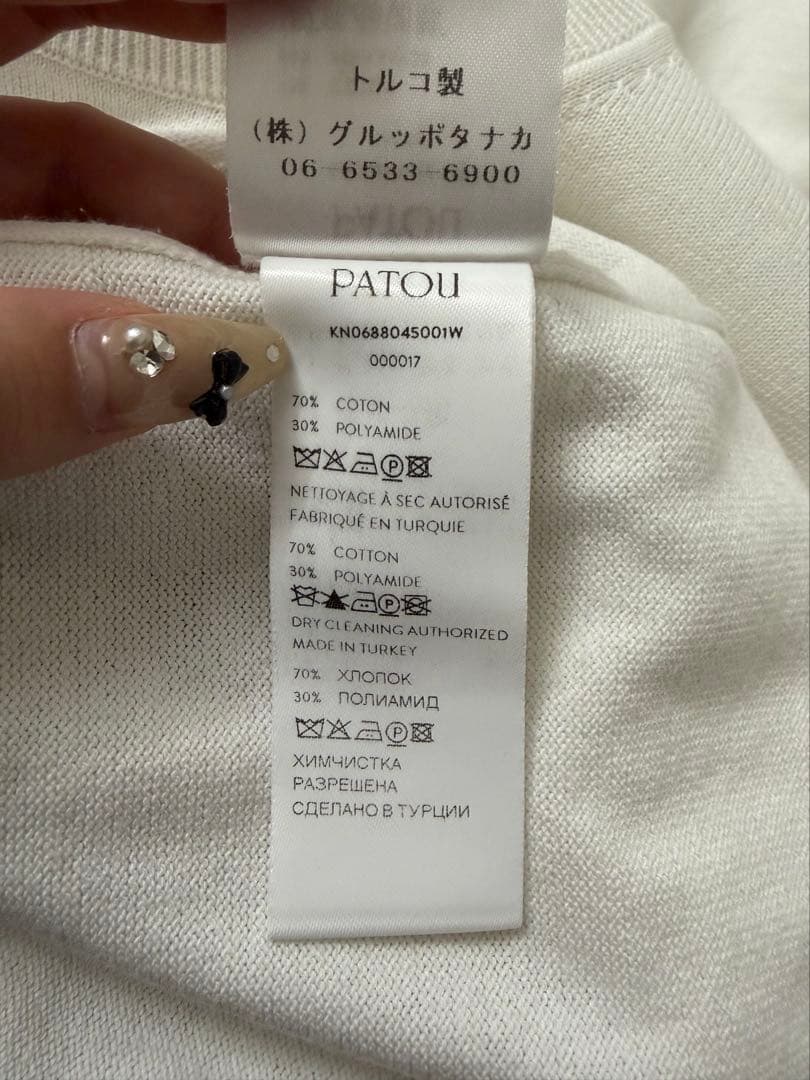 トルコ製
(株) グルッポタナカ
06-6533-6900
PATOU
KN0688045001W
000017
70% COTON
30% POLYAMIDE
NETTOYAGE À SEC AUTORISÉ
FABRIQUÉ EN TURQUIE
70% COTTON
30% POLYAMIDE
DRY CLEANING AUTHORIZED
MADE IN TURKEY
70% ХЛОПОК
30% ПОЛИАМИД
ХИМЧИСТКА
РАЗРЕШЕНА
СДЕЛАНО В ТУРЦИИ